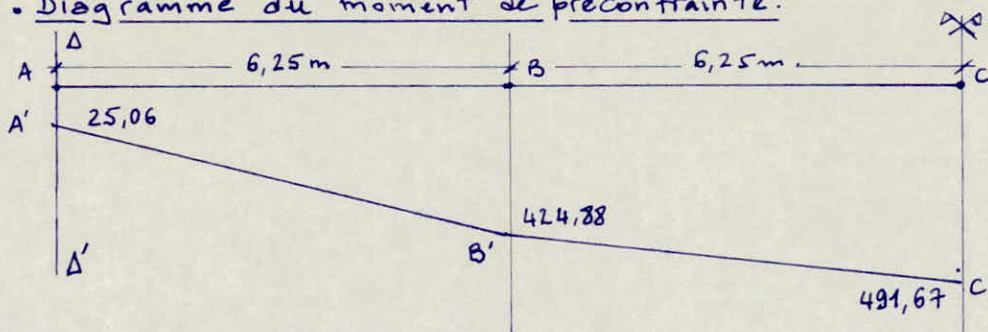 • Diagramme du moment de précontrainte.
Δ
A 6,25 m B 6,25 m. C
A' 25,06
424,88
B'
Δ'
491,67 C